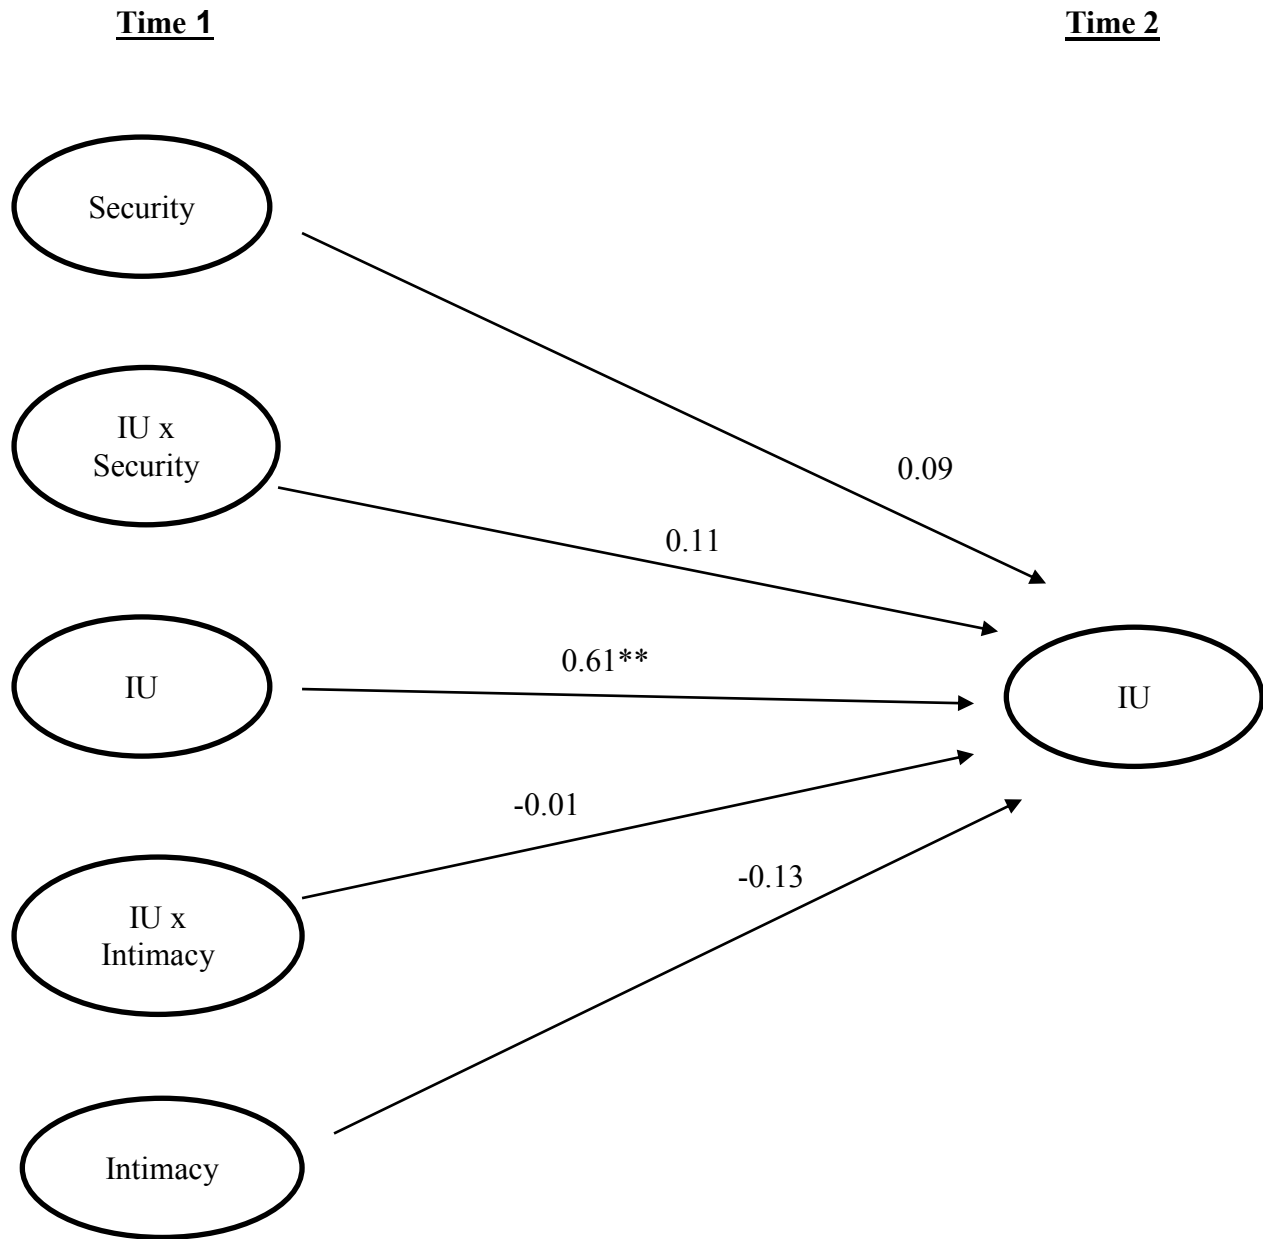 Time 1
Time 2
Security
IU x
Security
IU
IU x
Intimacy
Intimacy
0.09
0.11
0.61**
-0.01
-0.13
IU